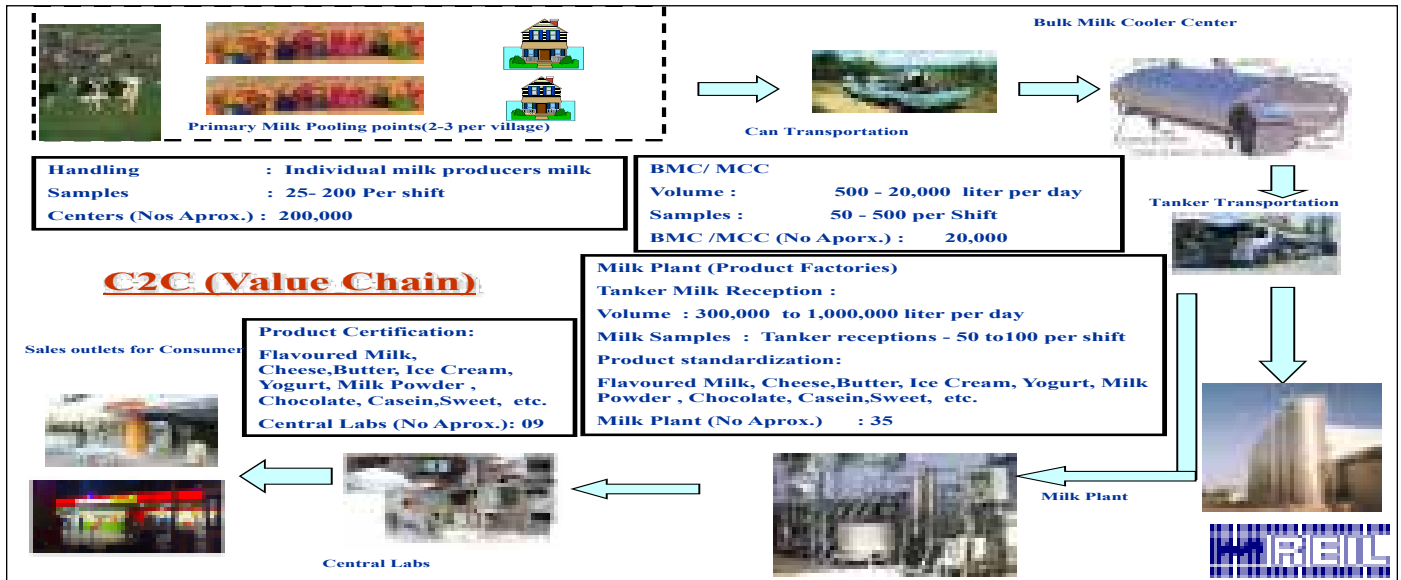 Bulk Milk Cooler Center
Primary Milk Pooling points(2-3 per village)
Can Transportation
Handling : Individual milk producers milk
Samples : 25- 200 Per shift
Centers (Nos Aprox.) : 200,000
BMC/ MCC
Volume : 500 - 20,000 liter per day
Samples : 50 - 500 per Shift
BMC /MCC (No Aporx.) : 20,000
Tanker Transportation
C2C (Value Chain)
Milk Plant (Product Factories)
Tanker Milk Reception :
Volume : 300,000 to 1,000,000 liter per day
Milk Samples : Tanker receptions - 50 to100 per shift
Product standardization:
Flavoured Milk, Cheese,Butter, Ice Cream, Yogurt, Milk
Powder , Chocolate, Casein,Sweet, etc.
Milk Plant (No Aprox.) : 35
Product Certification:
Flavoured Milk,
Cheese,Butter, Ice Cream,
Yogurt, Milk Powder ,
Chocolate, Casein,Sweet, etc.
Central Labs (No Aprox.): 09
Sales outlets for Consumer
Milk Plant
Central Labs
REIL